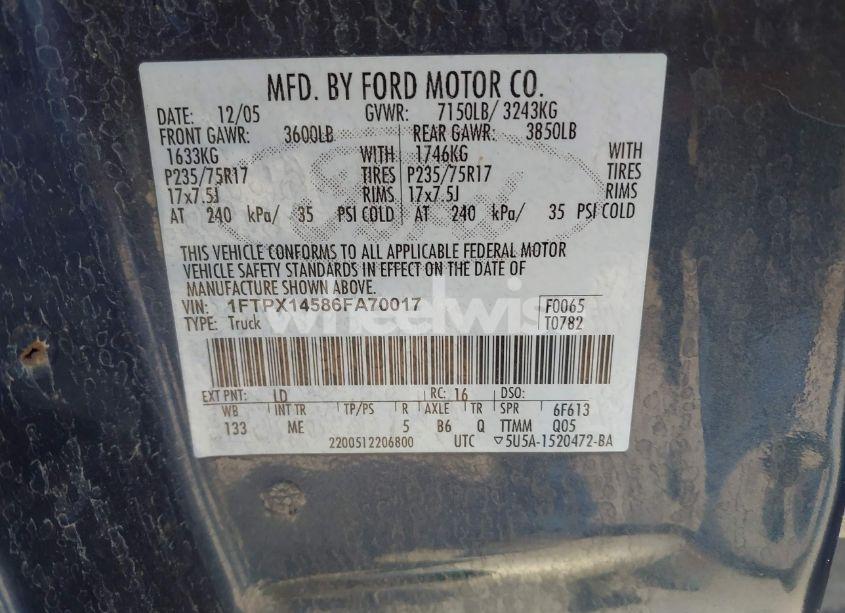 MFD. BY FORD MOTOR CO.
DATE: 12/05 GVWR: 7150LB/ 3243KG
FRONT GAWR: 3600LB REAR GAWR: 3850LB
1633KG WITH 1746KG WITH
P235/75R17 TIRES P235/75R17 TIRES
17x7.5J RIMS 17x7.5J RIMS
AT 240 kPa/ 35 PSI COLD AT 240 kPa/ 35 PSI COLD
THIS VEHICLE CONFORMS TO ALL APPLICABLE FEDERAL MOTOR
VEHICLE SAFETY STANDARDS IN EFFECT ON THE DATE OF
MANUFACTURE SHOWN ABOVE.
VIN: 1FTPX14586FA70017 F0065
TYPE: Truck T0782
wheelwis
EXT PNT: LD RC: 16 DSO:
WB INT TR TP/PS R AXLE TR SPR 6F613
133 ME 5 B6 Q TTMM Q05
2200512206800 UTC ▽5U5A-1520472-BA